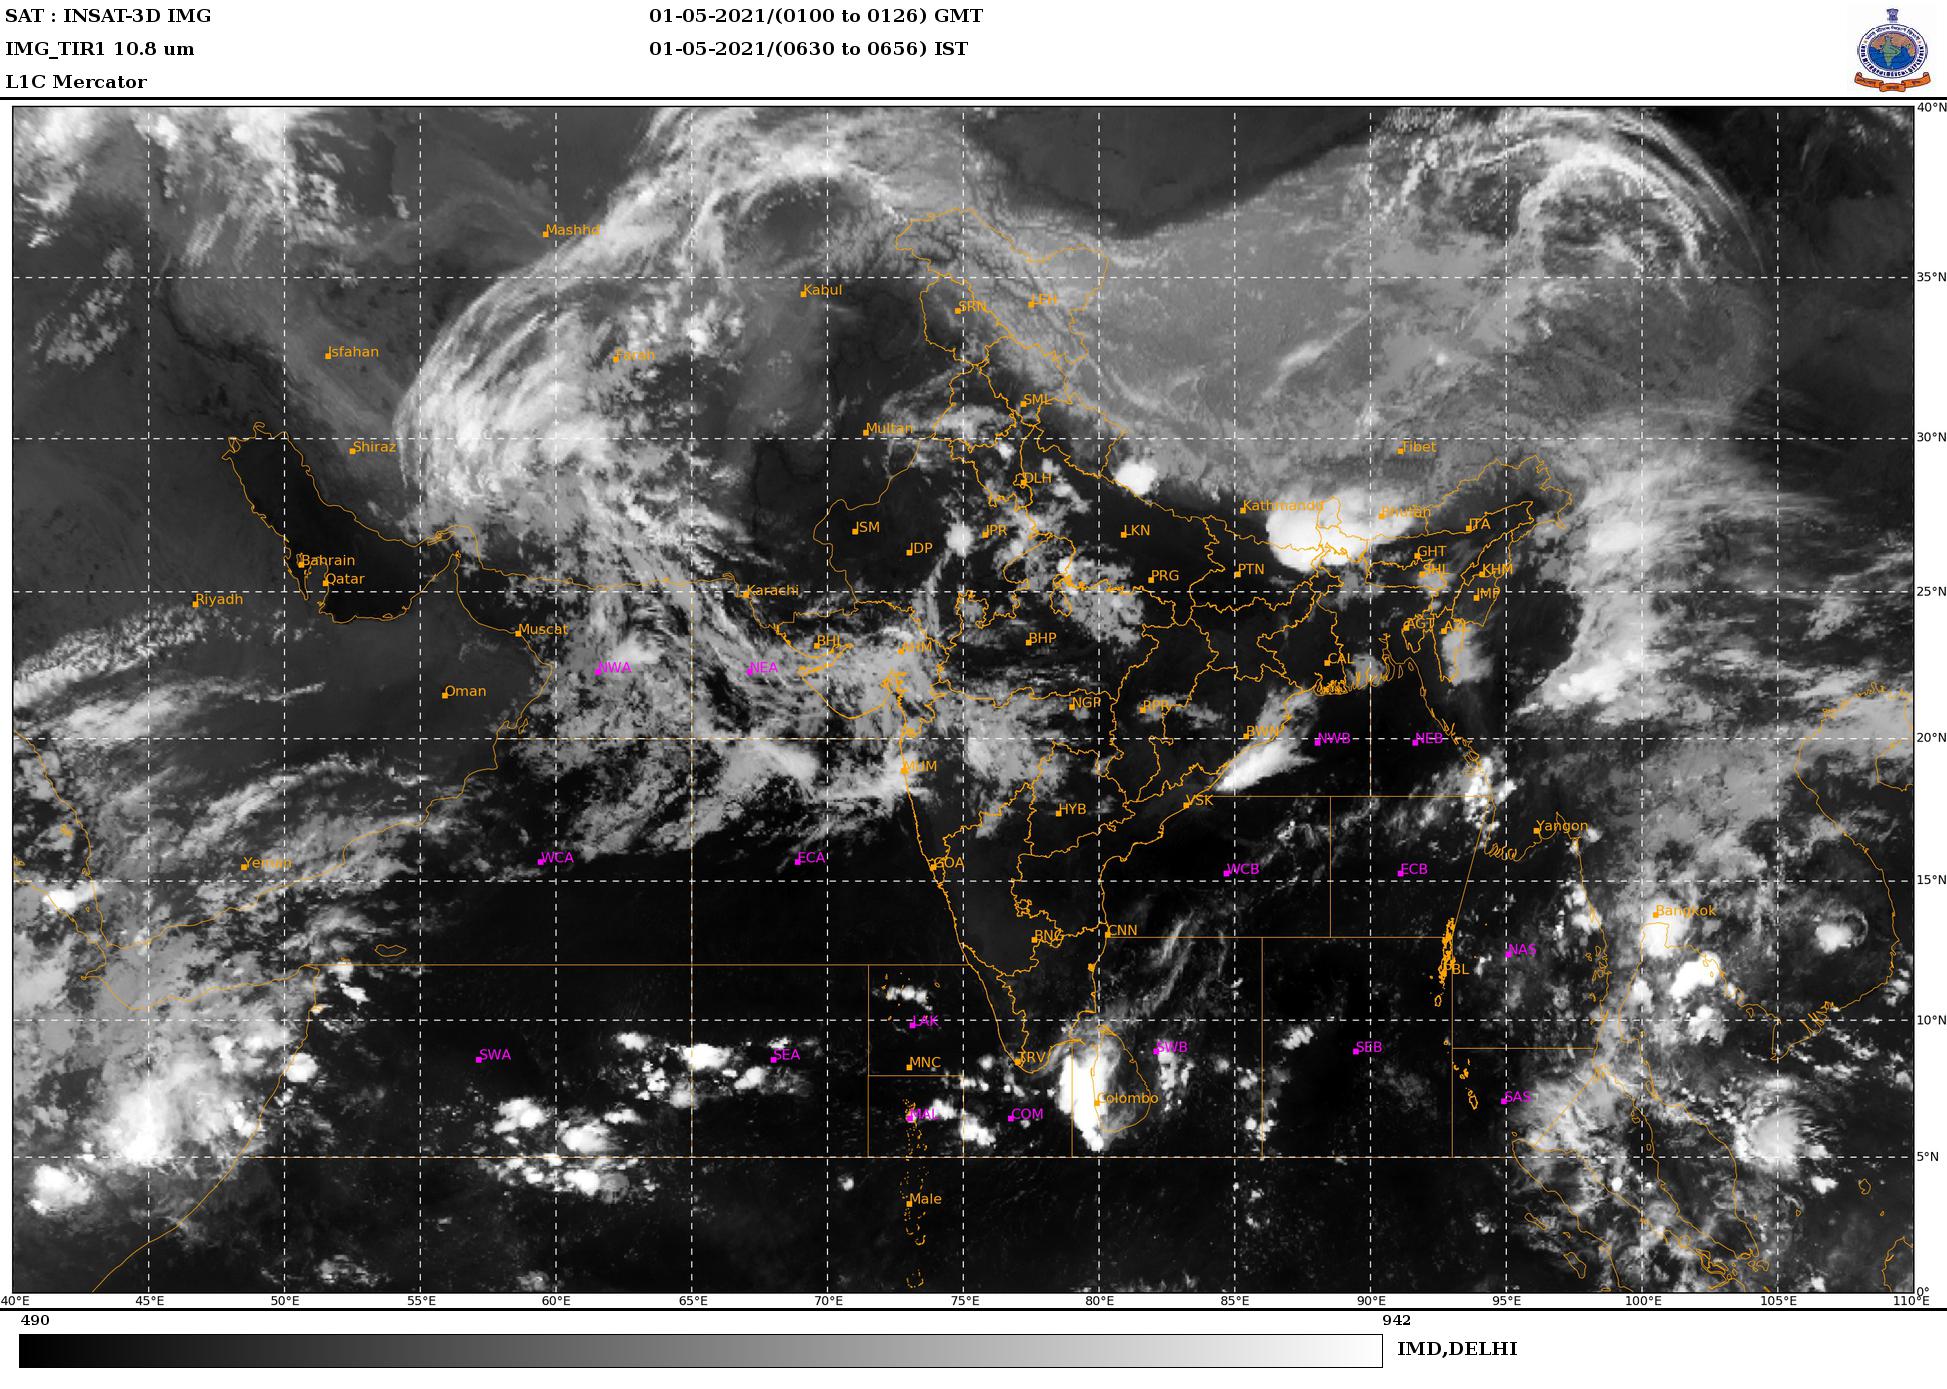 SAT : INSAT-3D IMG
01-05-2021/(0100 to 0126) GMT
IMG_TIR1 10.8 um
01-05-2021/(0630 to 0656) IST
L1C Mercator
40°N
Mashhd
35°N
Kabul
LEH
SRN
Isfahan
Farah
SML
Multan
30°N
Shiraz
Tibet
DLH
Kathmandu
Bhutan
JSM
JPR
LKN
ITA
JDP
GHT
Bahrain
PTN
SHL
KHM
Qatar
PRG
25°N
Karachi
IMP
Riyadh
AGT
AZL
Muscat
BHJ
BHP
AHM
CAL
NWA
NEA
Oman
NGP
RPR
BWN
NWB
NEB
20°N
MUM
VSK
HYB
Yangon
WCA
ECA
Yemen
GOA
WCB
ECB
15°N
Bangkok
BNG
CNN
NAS
PBL
LAK
10°N
SWA
SEA
MNC
TRV
SWB
SEB
Colombo
SAS
MAL
COM
5°N
Male
0°
40°E
45°E
50°E
55°E
60°E
65°E
70°E
75°E
80°E
85°E
90°E
95°E
100°E
105°E
110°E
490
942
IMD,DELHI